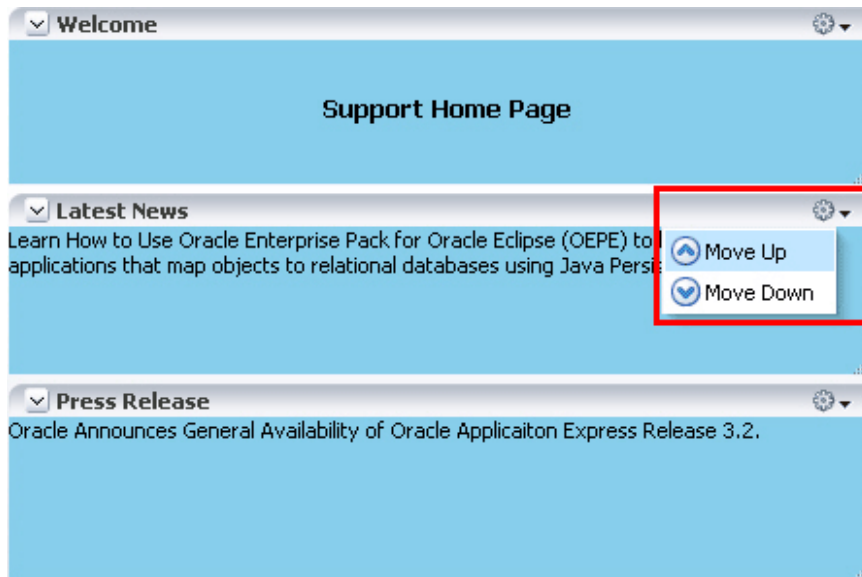 Welcome
Support Home Page
Latest News
Learn How to Use Oracle Enterprise Pack for Oracle Eclipse (OEPE) to
applications that map objects to relational databases using Java
Move Up
Move Down
Press Release
Oracle Announces General Availability of Oracle Applicaiton Express Release 3.2.